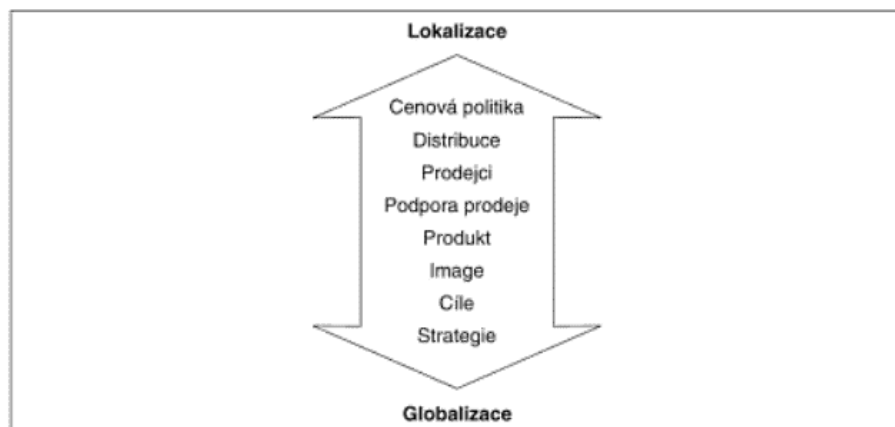 Lokalizace
Cenová politika
Distribuce
Prodejci
Podpora prodeje
Produkt
Image
Cíle
Strategie
Globalizace